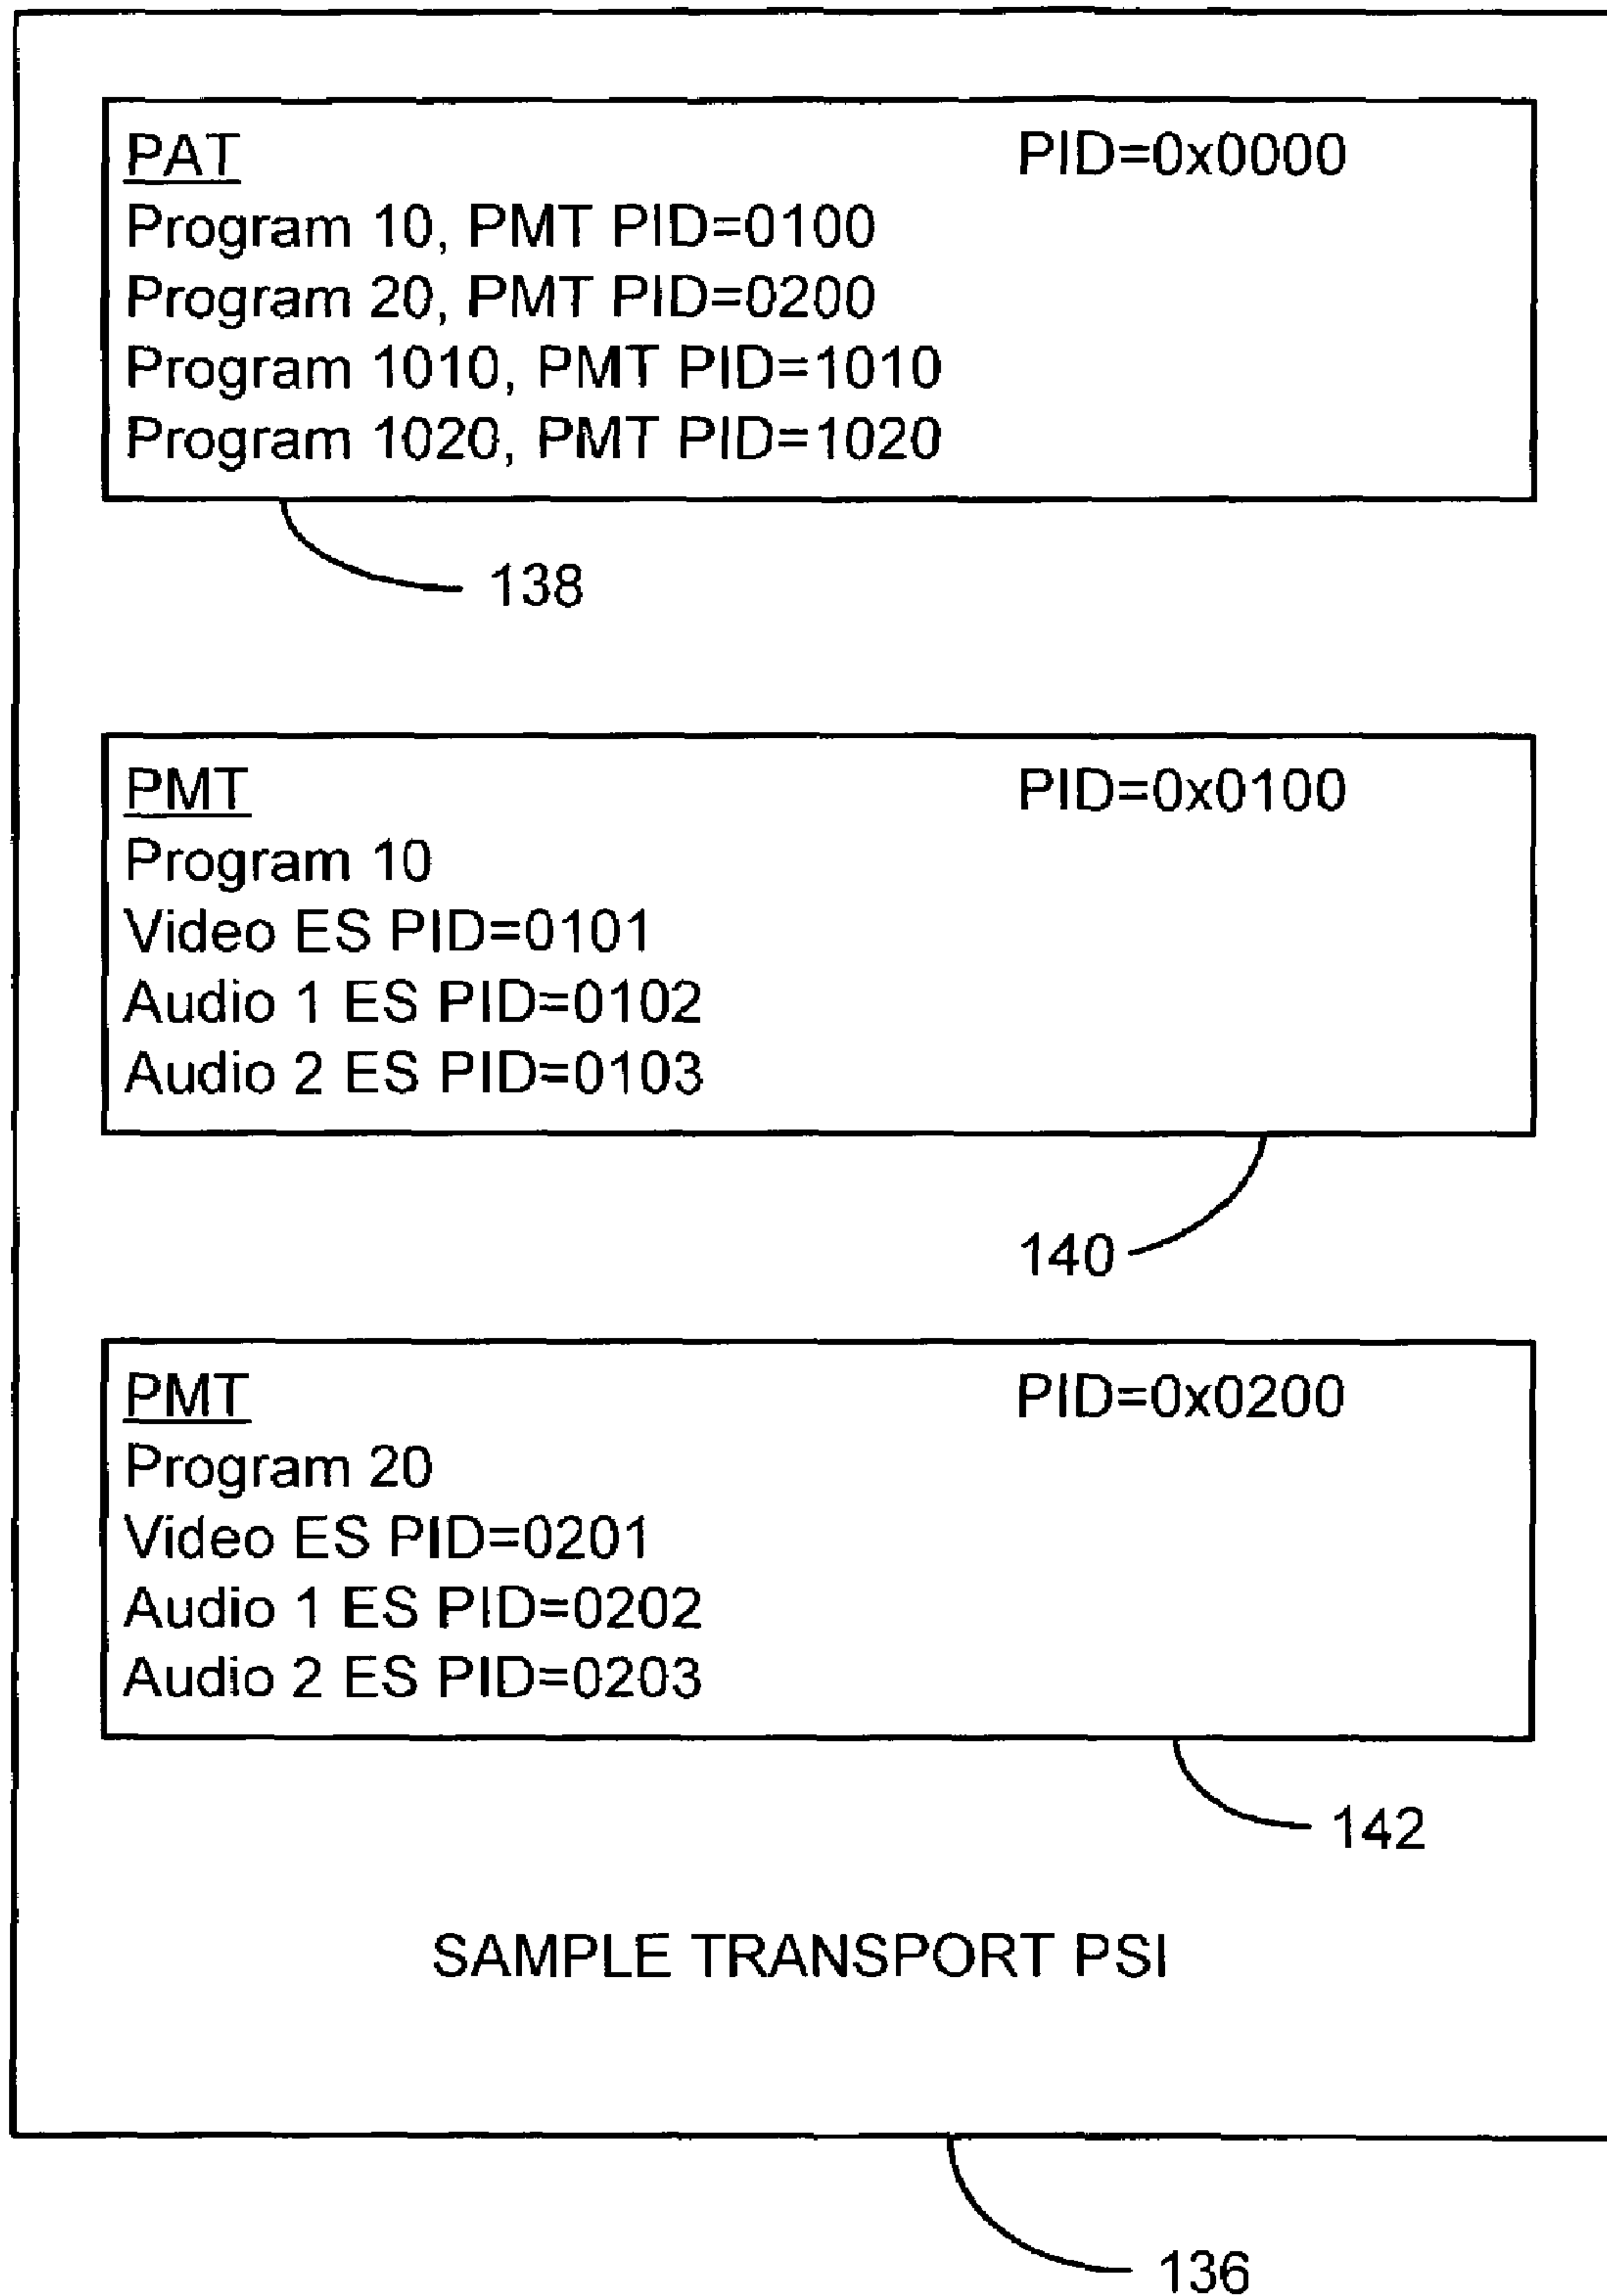 PAT PID=0x0000
Program 10, PMT PID=0100
Program 20, PMT PID=0200
Program 1010, PMT PID=1010
Program 1020, PMT PID=1020
138
PMT PID=0x0100
Program 10
Video ES PID=0101
Audio 1 ES PID=0102
Audio 2 ES PID=0103
140
PMT PID=0x0200
Program 20
Video ES PID=0201
Audio 1 ES PID=0202
Audio 2 ES PID=0203
142
SAMPLE TRANSPORT PSI
136